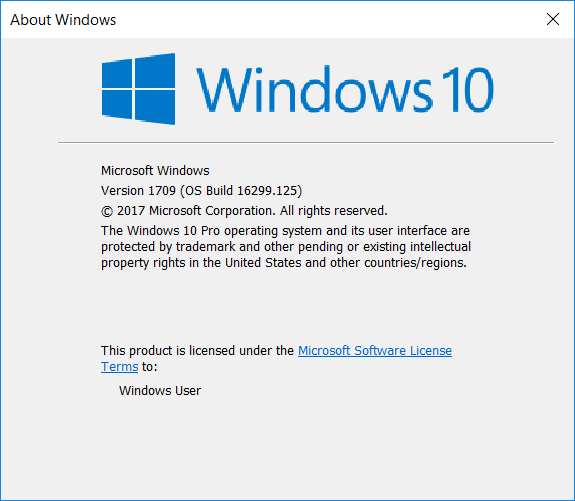 About Windows
Windows 10
Microsoft Windows
Version 1709 (OS Build 16299.125)
© 2017 Microsoft Corporation. All rights reserved.
The Windows 10 Pro operating system and its user interface are
protected by trademark and other pending or existing intellectual
property rights in the United States and other countries/regions.
This product is licensed under the Microsoft Software License
Terms to:
Windows User